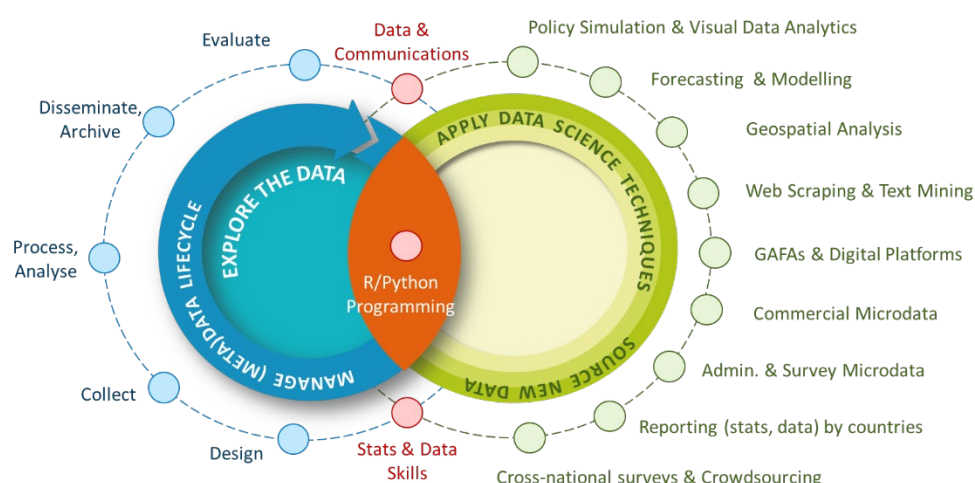 Evaluate
Disseminate,
Archive
Process,
Analyse
Collect
Design
Data &
Communications
R/Python
Programming
Stats & Data
Skills
EXPLORE THE DATA
MANAGE (META)DATA LIFECYCLE
APPLY DATA SCIENCE TECHNIQUES
SOURCE NEW DATA
Policy Simulation & Visual Data Analytics
Forecasting & Modelling
Geospatial Analysis
Web Scraping & Text Mining
GAFAs & Digital Platforms
Commercial Microdata
Admin. & Survey Microdata
Reporting (stats, data) by countries
Cross-national surveys & Crowdsourcing